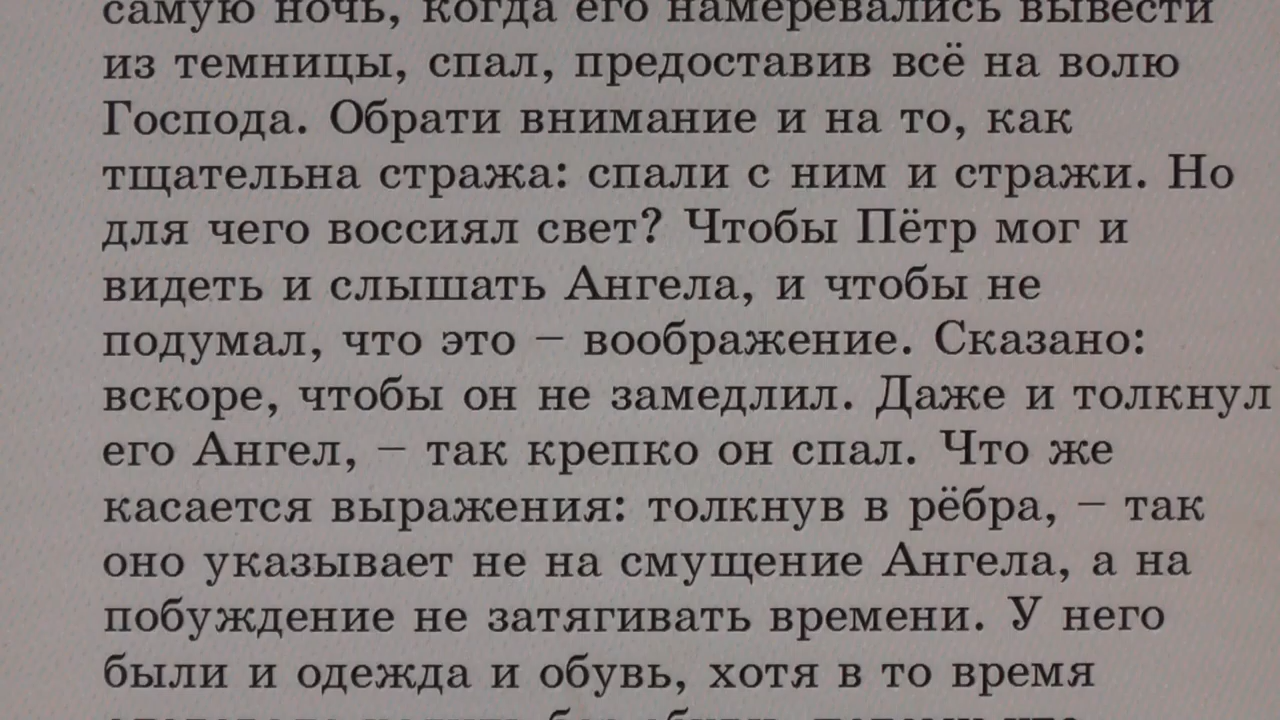 самую ночь, когда его намеревались вывести
из темницы, спал, предоставив всё на волю
Господа. Обрати внимание и на то, как
тщательна стража: спали с ним и стражи. Но
для чего воссиял свет? Чтобы Пётр мог и
видеть и слышать Ангела, и чтобы не
подумал, что это – воображение. Сказано:
вскоре, чтобы он не замедлил. Даже и толкнул
его Ангел, – так крепко он спал. Что же
касается выражения: толкнув в рёбра, – так
оно указывает не на смущение Ангела, а на
побуждение не затягивать времени. У него
были и одежда и обувь, хотя в то время